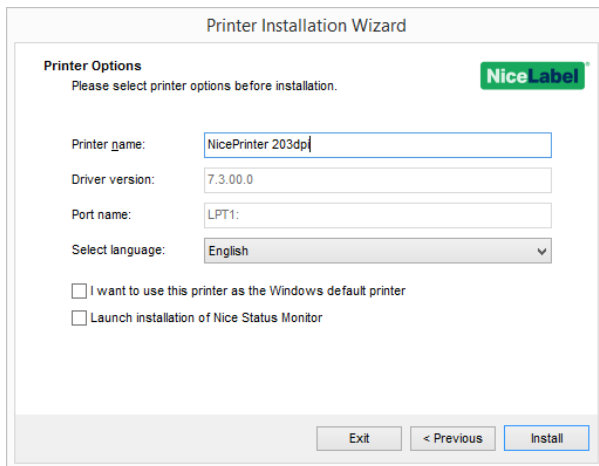 Printer Installation Wizard
Printer Options
Please select printer options before installation.
NiceLabel
Printer name: NicePrinter 203dpi
Driver version: 7.3.00.0
Port name: LPT1:
Select language: English
I want to use this printer as the Windows default printer
Launch installation of Nice Status Monitor
Exit < Previous Install